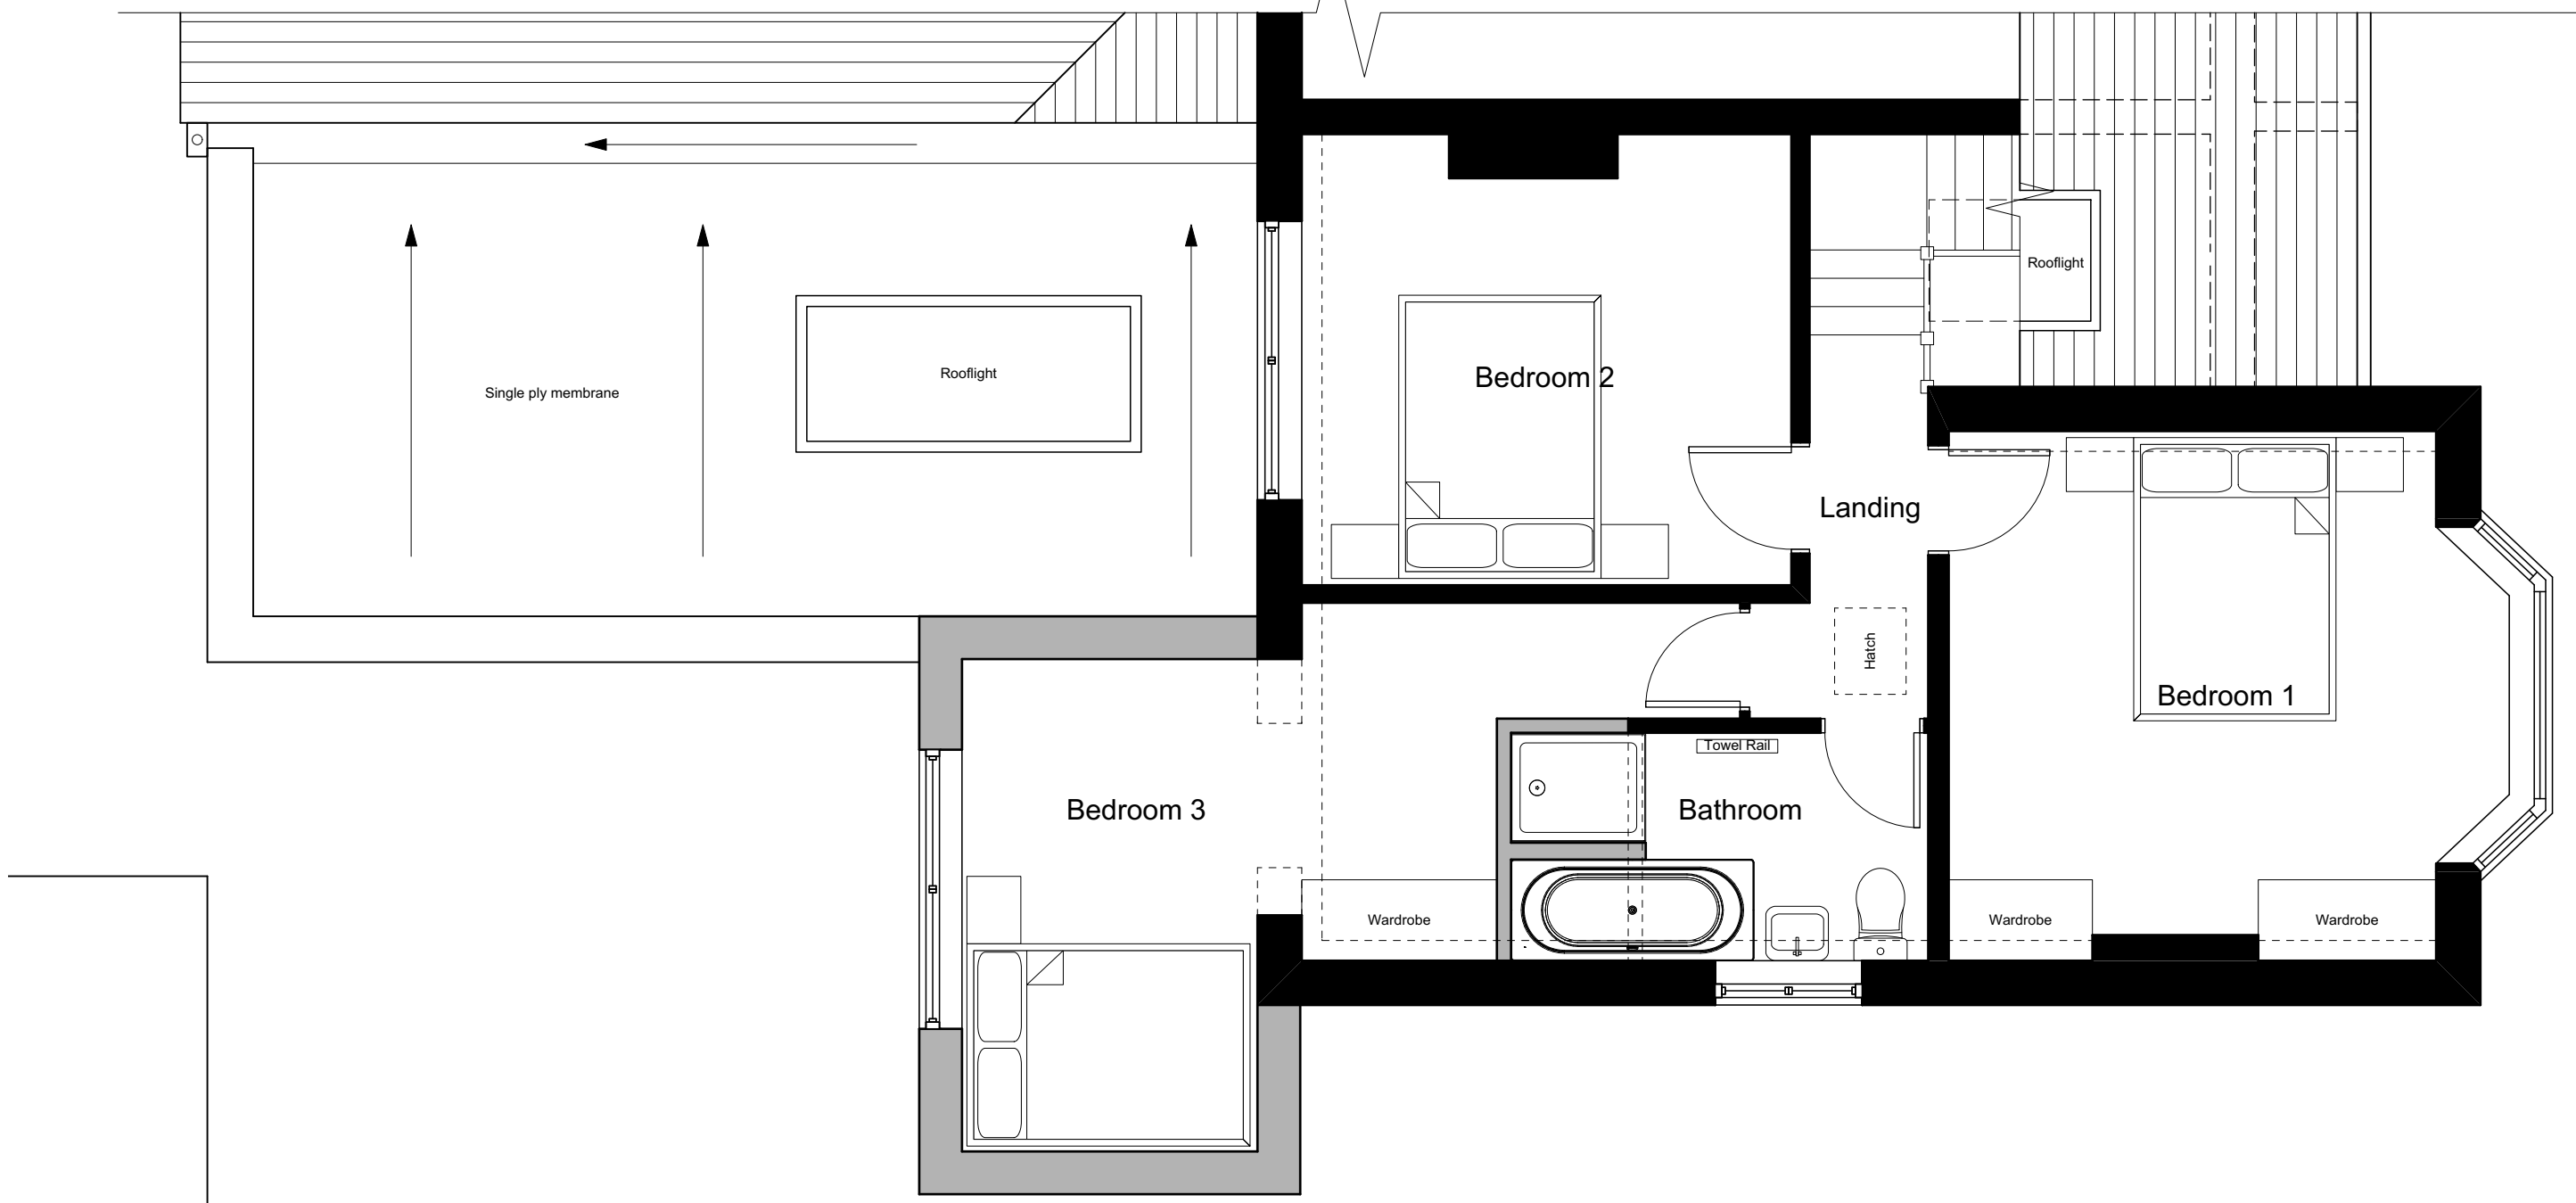 Rooflight
Rooflight
Single ply membrane
Bedroom 2
Landing
Hatch
Bedroom 1
Towel Rail
Bedroom 3
Bathroom
Wardrobe
Wardrobe
Wardrobe